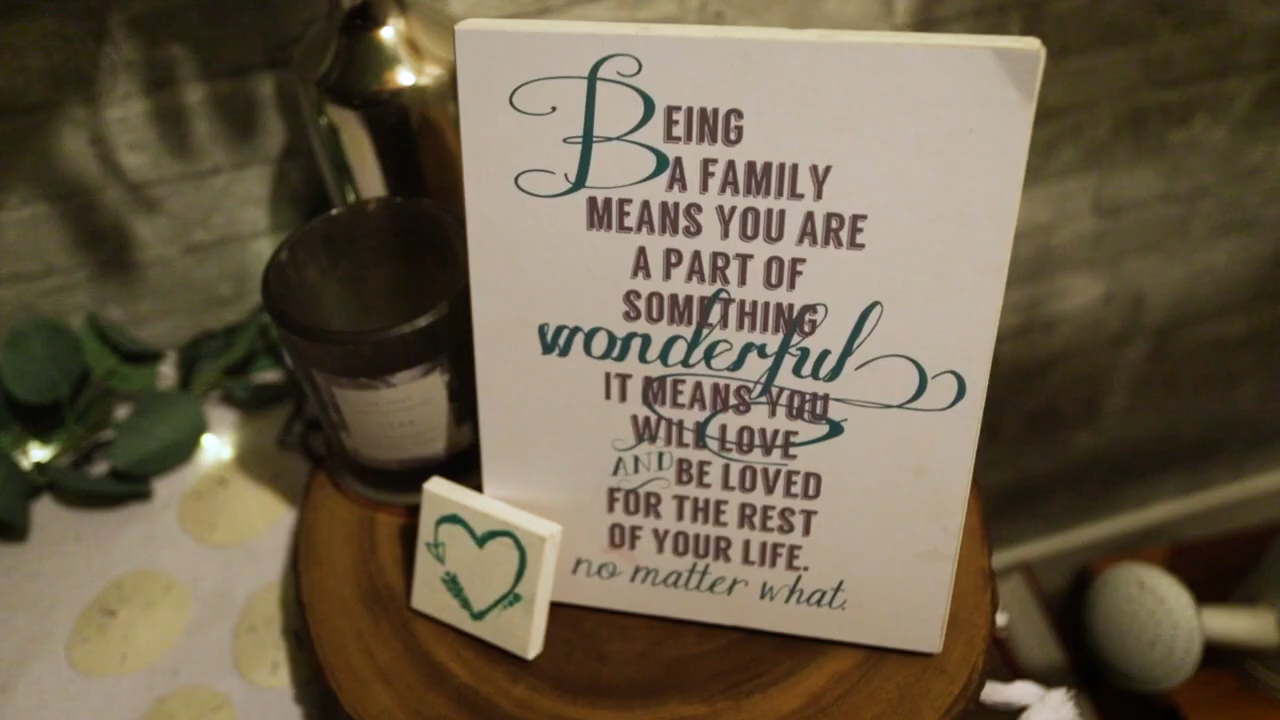 BEING
A FAMILY
MEANS YOU ARE
A PART OF
SOMETHING
wonderful
IT MEANS YOU
WILL LOVE
AND BE LOVED
FOR THE REST
OF YOUR LIFE.
no matter what.